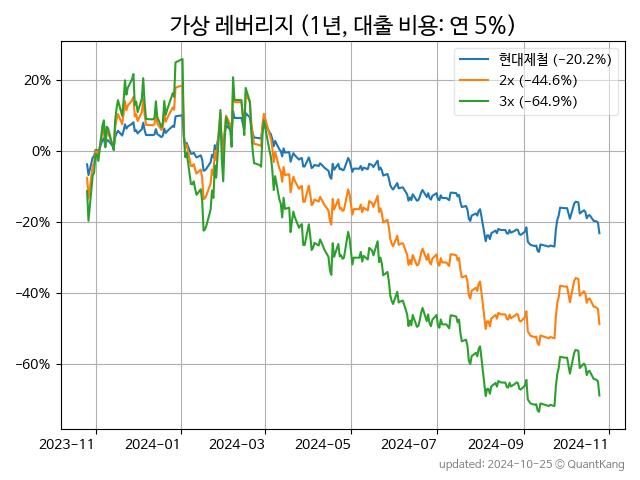 가상 레버리지 (1년, 대출 비용: 연 5%)
현대제철 (−20.2%)
2x (−44.6%)
3x (−64.9%)
20%
0%
−20%
−40%
−60%
2023-11 2024-01 2024-03 2024-05 2024-07 2024-09 2024-11
updated: 2024-10-25 © QuantKang